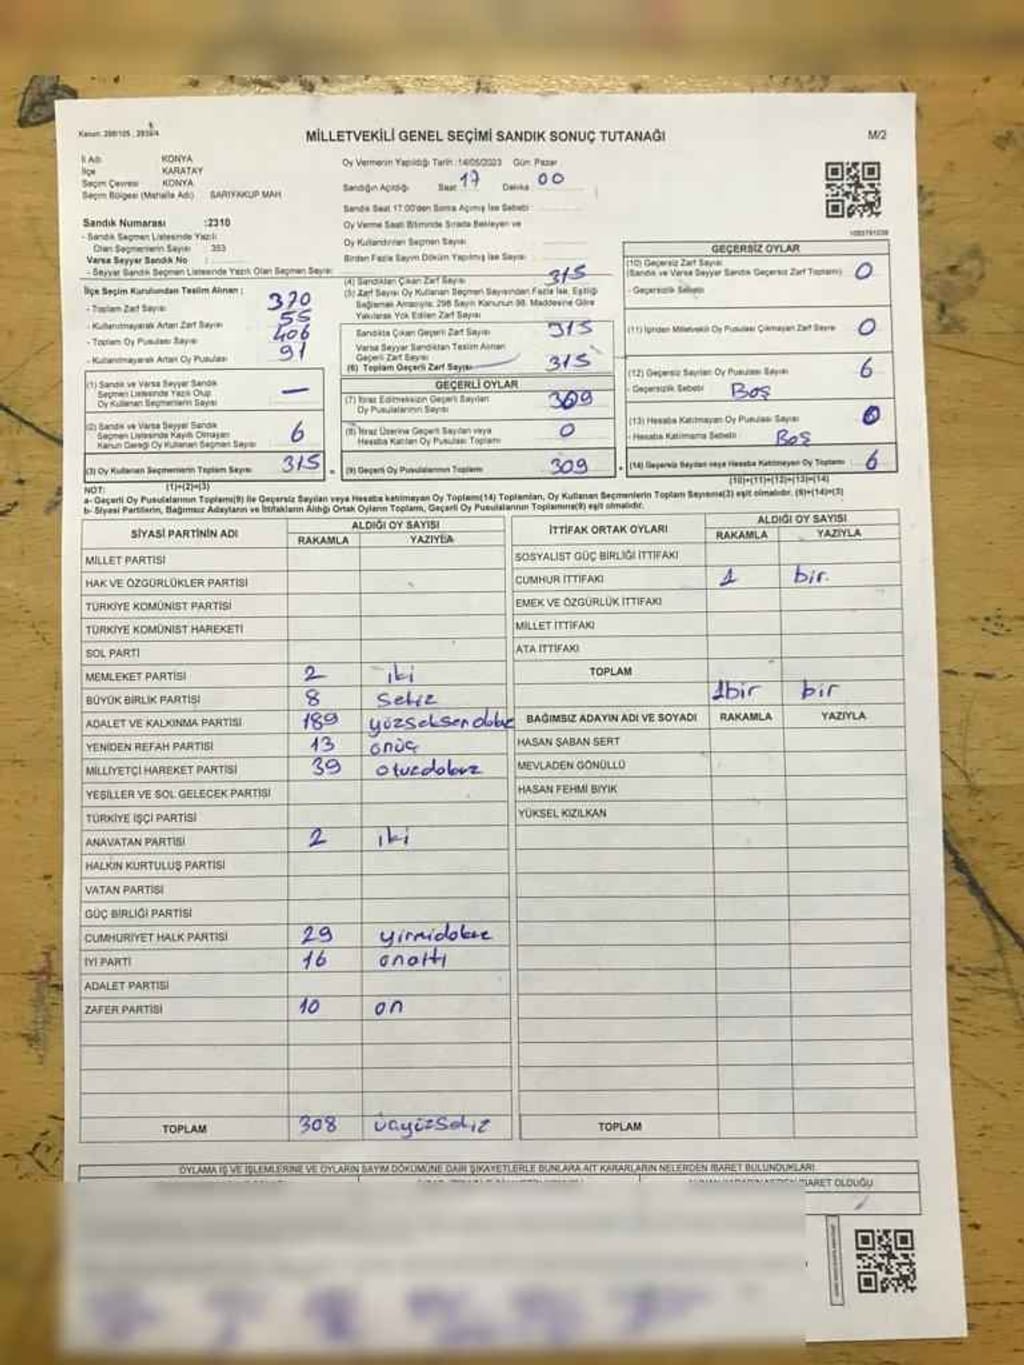 MİLLETVEKİLİ GENEL SEÇİMİ SANDIK SONUÇ TUTANAĞI
M/2
İl Adı KONYA
İlçe KARATAY
Seçim Çevresi KONYA
Seçim Bölgesi (Mahalle Adı) SARIYAKUP MAH
Sandık Numarası :2310
- Sandık Seçmen Listesinde Yazılı
Olan Seçmenlerin Sayısı 353
Varsa Seyyar Sandık No
- Seyyar Sandık Seçmen Listesinde Yazılı Olan Seçmen Sayısı
Oy Vermenin Yapıldığı Tarih :14/05/2023 Gün: Pazar
Sandığın Açıldığı Saat 17 Dakika 00
Sandık Saat 17:00'den Sonra Açılmış İse Sebebi
Oy Verme Saati Bitiminde Sırada Bekleyen ve
Oy Kullandırılan Seçmen Sayısı
Birden Fazla Sayım Döküm Yapılmış İse Sayısı
İlçe Seçim Kurulundan Teslim Alınan ;
- Toplam Zarf Sayısı 370
- Kullanılmayarak Artan Zarf Sayısı 55
- Toplam Oy Pusulası Sayısı 406
- Kullanılmayarak Artan Oy Pusulası 91
(1) Sandık ve Varsa Seyyar Sandık
Seçmen Listesinde Yazılı Olup
Oy Kullanan Seçmenlerin Sayısı —
(2) Sandık ve Varsa Seyyar Sandık
Seçmen Listesinde Kayıtlı Olmayan
Kanun Gereği Oy Kullanan Seçmen Sayısı 6
(3) Oy Kullanan Seçmenlerin Toplam Sayısı 315
(1)+(2)=(3)
(4) Sandıktan Çıkan Zarf Sayısı 315
(5) Zarf Sayısı Oy Kullanan Seçmen Sayısından Fazla İse, Eşitliği
Sağlamak Amacıyla; 298 Sayılı Kanunun 98. Maddesine Göre
Yakılarak Yok Edilen Zarf Sayısı
Sandıkta Çıkan Geçerli Zarf Sayısı 315
Varsa Seyyar Sandıktan Teslim Alınan
Geçerli Zarf Sayısı
(6) Toplam Geçerli Zarf Sayısı 315
GEÇERLİ OYLAR
(7) İtiraz Edilmeksizin Geçerli Sayılan
Oy Pusulalarının Sayısı 309
(8) İtiraz Üzerine Geçerli Sayılan veya
Hesaba Katılan Oy Pusulası Toplamı 0
(9) Geçerli Oy Pusulalarının Toplamı 309
GEÇERSİZ OYLAR
(10) Geçersiz Zarf Sayısı
(Sandık ve Varsa Seyyar Sandık Geçersiz Zarf Toplamı) 0
- Geçersizlik Sebebi
(11) İçinden Milletvekili Oy Pusulası Çıkmayan Zarf Sayısı 0
(12) Geçersiz Sayılan Oy Pusulası Sayısı 6
- Geçersizlik Sebebi Boş
(13) Hesaba Katılmayan Oy Pusulası Sayısı
- Hesaba Katılmama Sebebi Boş
(14) Geçersiz Sayılan veya Hesaba Katılmayan Oy Toplamı 6
(10)+(11)+(12)+(13)=(14)
NOT:
a- Geçerli Oy Pusulalarının Toplamı(9) ile Geçersiz Sayılan veya Hesaba katılmayan Oy Toplamı(14) Toplamları, Oy Kullanan Seçmenlerin Toplam Sayısına(3) eşit olmalıdır. (9)+(14)=(3)
b- Siyasi Partilerin, Bağımsız Adayların ve İttifakların Aldığı Ortak Oyların Toplamı, Geçerli Oy Pusulalarının Toplamına(9) eşit olmalıdır.
SİYASİ PARTİNİN ADI ALDIĞI OY SAYISI
RAKAMLA YAZIYLA
MİLLET PARTİSİ
HAK VE ÖZGÜRLÜKLER PARTİSİ
TÜRKİYE KOMÜNİST PARTİSİ
TÜRKİYE KOMÜNİST HAREKETİ
SOL PARTİ
MEMLEKET PARTİSİ 2 iki
BÜYÜK BİRLİK PARTİSİ 8 sekiz
ADALET VE KALKINMA PARTİSİ 189 yüzseksendokuz
YENİDEN REFAH PARTİSİ 13 onüç
MİLLİYETÇİ HAREKET PARTİSİ 39 otuzdokuz
YEŞİLLER VE SOL GELECEK PARTİSİ
TÜRKİYE İŞÇİ PARTİSİ
ANAVATAN PARTİSİ 2 iki
HALKIN KURTULUŞ PARTİSİ
VATAN PARTİSİ
GÜÇ BİRLİĞİ PARTİSİ
CUMHURİYET HALK PARTİSİ 29 yirmidokuz
İYİ PARTİ 16 onaltı
ADALET PARTİSİ
ZAFER PARTİSİ 10 on
TOPLAM 308 üçyüzsekiz
İTTİFAK ORTAK OYLARI ALDIĞI OY SAYISI
RAKAMLA YAZIYLA
SOSYALİST GÜÇ BİRLİĞİ İTTİFAKI
CUMHUR İTTİFAKI 1 bir.
EMEK VE ÖZGÜRLÜK İTTİFAKI
MİLLET İTTİFAKI
ATA İTTİFAKI
TOPLAM 1bir bir
BAĞIMSIZ ADAYIN ADI VE SOYADI RAKAMLA YAZIYLA
HASAN ŞABAN SERT
MEVLADEN GÖNÜLLÜ
HASAN FEHMİ BIYIK
YÜKSEL KIZILKAN
TOPLAM
OYLAMA İŞ VE İŞLEMLERİNE VE OYLARIN SAYIM DÖKÜMÜNE DAİR ŞİKAYETLERLE BUNLARA AİT KARARLARIN NELERDEN İBARET BULUNDUKLARI
İBARET OLDUĞU